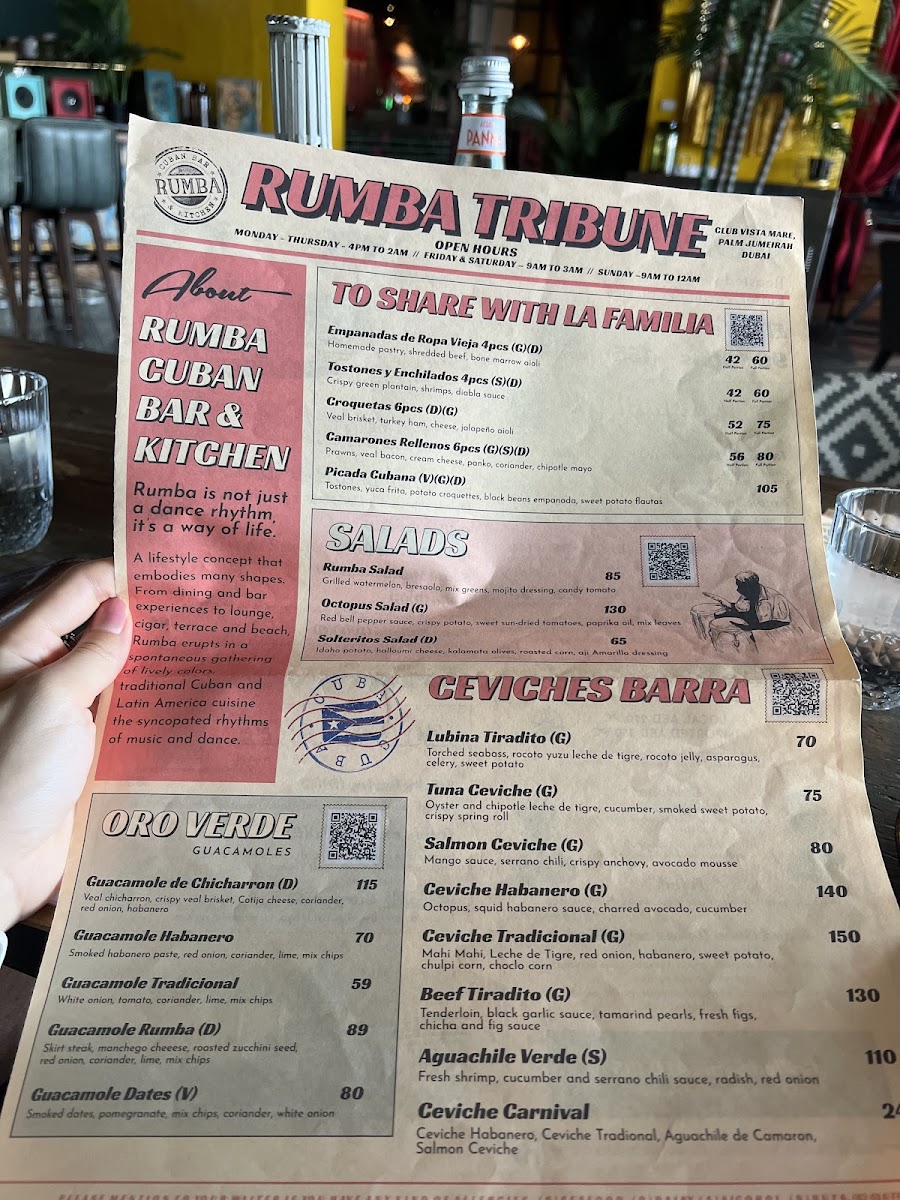 PANN
CUBAN BAR
RUMBA
& KITCHEN
RUMBA TRIBUNE
OPEN HOURS
MONDAY - THURSDAY - 4PM TO 2AM // FRIDAY & SATURDAY - 9AM TO 3AM // SUNDAY -9AM TO 12AM
CLUB VISTA MARE,
PALM JUMEIRAH
DUBAI
About
RUMBA
CUBAN
BAR &
KITCHEN
Rumba is not just
a dance rhythm,
it's a way of life.
A lifestyle concept that
embodies many shapes.
From dining and bar
experiences to lounge,
cigar, terrace and beach,
Rumba erupts in a
spontaneous gathering
of lively colors,
traditional Cuban and
Latin America cuisine
the syncopated rhythms
of music and dance.
TO SHARE WITH LA FAMILIA
Empanadas de Ropa Vieja 4pcs (G)(D)
Homemade pastry, shredded beef, bone marrow aioli
42 60
Half Portion Full Portion
Tostones y Enchilados 4pcs (S)(D)
Crispy green plantain, shrimps, diabla sauce
42 60
Half Portion Full Portion
Croquetas 6pcs (D)(G)
Veal brisket, turkey ham, cheese, jalapeño aioli
52 75
Half Portion Full Portion
Camarones Rellenos 6pcs (G)(S)(D)
Prawns, veal bacon, cream cheese, panko, coriander, chipotle mayo
56 80
Half Portion Full Portion
Picada Cubana (V)(G)(D)
Tostones, yuca frita, potato croquettes, black beans empanada, sweet potato flautas
105
SALADS
Rumba Salad 85
Grilled watermelon, bresaola, mix greens, mojito dressing, candy tomato
Octopus Salad (G) 130
Red bell pepper sauce, crispy potato, sweet sun-dried tomatoes, paprika oil, mix leaves
Solteritos Salad (D) 65
Idaho potato, halloumi cheese, kalamata olives, roasted corn, aji Amarillo dressing
CUBA
CUBA
CEVICHES BARRA
Lubina Tiradito (G) 70
Torched seabass, rocoto yuzu leche de tigre, rocoto jelly, asparagus,
celery, sweet potato
Tuna Ceviche (G) 75
Oyster and chipotle leche de tigre, cucumber, smoked sweet potato,
crispy spring roll
Salmon Ceviche (G) 80
Mango sauce, serrano chili, crispy anchovy, avocado mousse
Ceviche Habanero (G) 140
Octopus, squid habanero sauce, charred avocado, cucumber
Ceviche Tradicional (G) 150
Mahi Mahi, Leche de Tigre, red onion, habanero, sweet potato,
chulpi corn, choclo corn
Beef Tiradito (G) 130
Tenderloin, black garlic sauce, tamarind pearls, fresh figs,
chicha and fig sauce
Aguachile Verde (S) 110
Fresh shrimp, cucumber and serrano chili sauce, radish, red onion
Ceviche Carnival
Ceviche Habanero, Ceviche Tradional, Aguachile de Camaron,
Salmon Ceviche
ORO VERDE
GUACAMOLES
Guacamole de Chicharron (D) 115
Veal chicharron, crispy veal brisket, Cotija cheese, coriander,
red onion, habanero
Guacamole Habanero 70
Smoked habanero paste, red onion, coriander, lime, mix chips
Guacamole Tradicional 59
White onion, tomato, coriander, lime, mix chips
Guacamole Rumba (D) 89
Skirt steak, manchego cheeese, roasted zucchini seed,
red onion, coriander, lime, mix chips
Guacamole Dates (V) 80
Smoked dates, pomegranate, mix chips, coriander, white onion